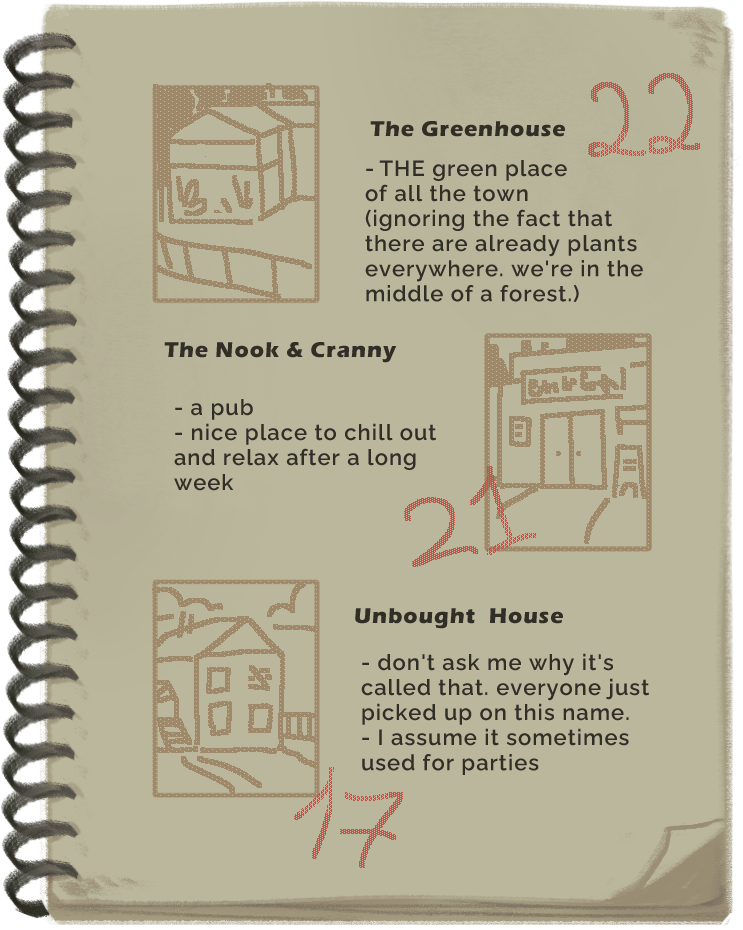 The Greenhouse
22
- THE green place
of all the town
(ignoring the fact that
there are already plants
everywhere. we're in the
middle of a forest.)
The Nook & Cranny
- a pub
- nice place to chill out
and relax after a long
week
21
Unbought House
- don't ask me why it's
called that. everyone just
picked up on this name.
- I assume it sometimes
used for parties
17